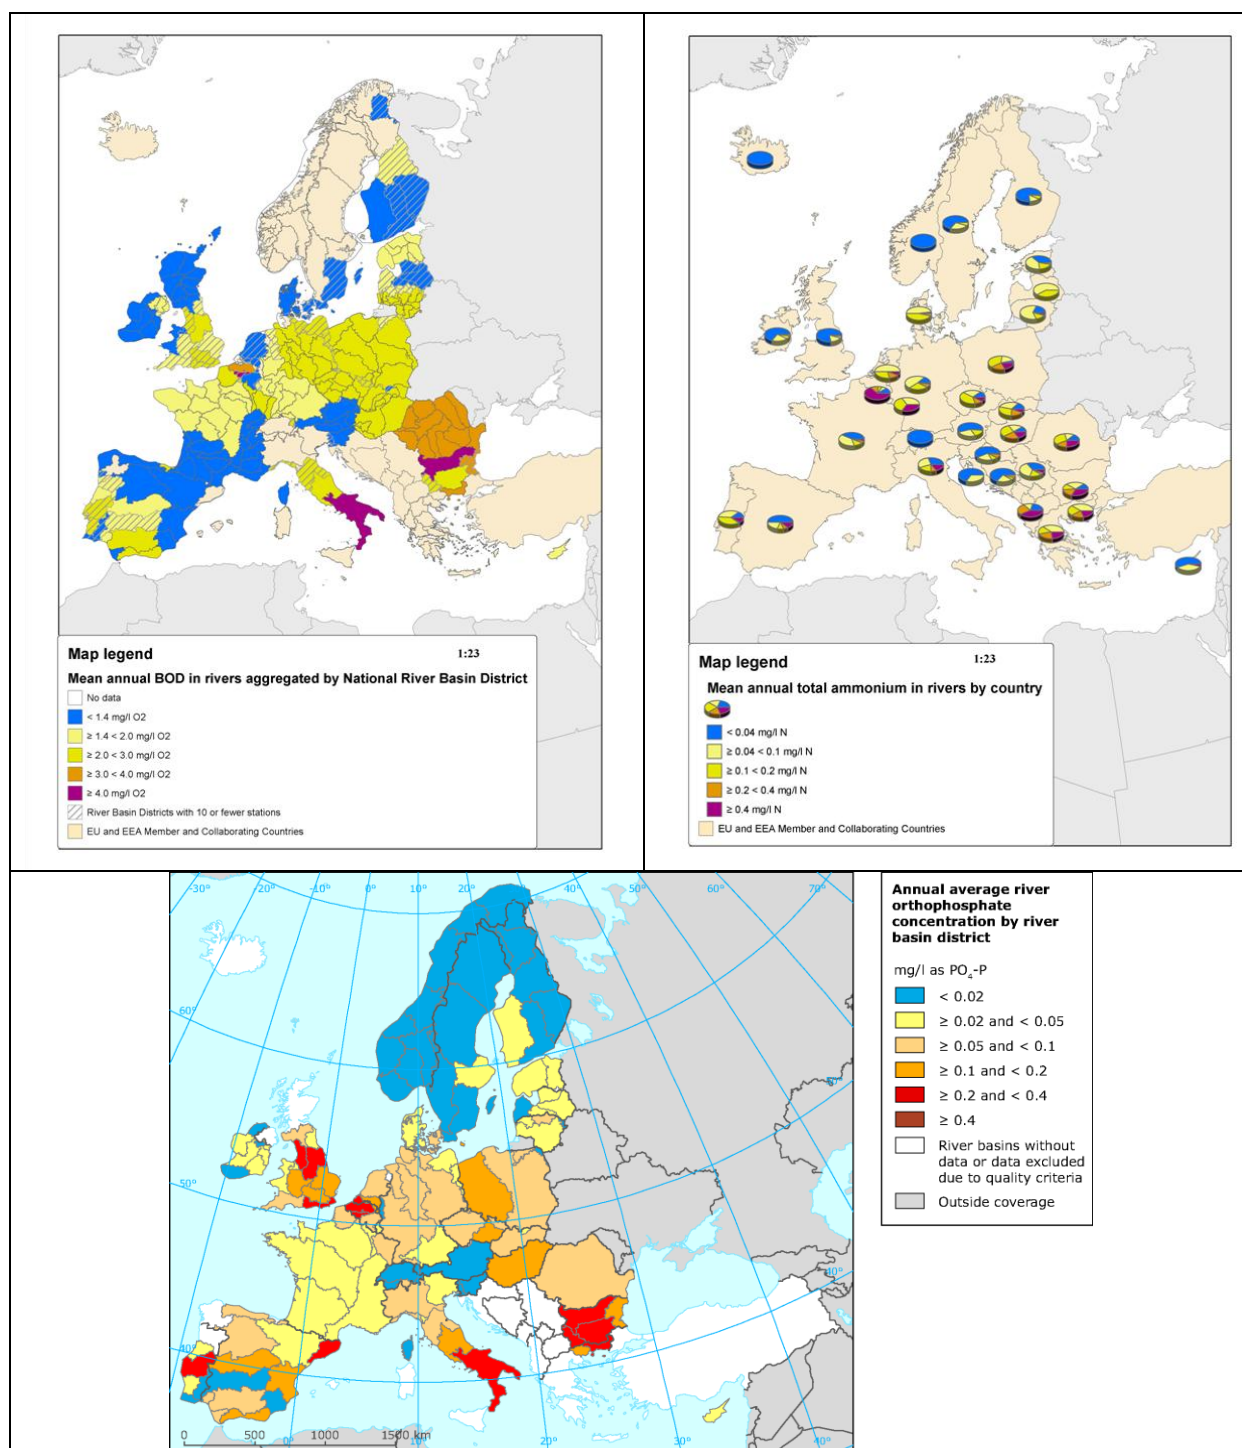 Map legend
1:23
Mean annual BOD in rivers aggregated by National River Basin District
No data
< 1.4 mg/l O2
≥ 1.4 < 2.0 mg/l O2
≥ 2.0 < 3.0 mg/l O2
≥ 3.0 < 4.0 mg/l O2
≥ 4.0 mg/l O2
River Basin Districts with 10 or fewer stations
EU and EEA Member and Collaborating Countries
Map legend
1:23
Mean annual total ammonium in rivers by country
< 0.04 mg/l N
≥ 0.04 < 0.1 mg/l N
≥ 0.1 < 0.2 mg/l N
≥ 0.2 < 0.4 mg/l N
≥ 0.4 mg/l N
EU and EEA Member and Collaborating Countries
-30° -20° -10° 0° 10° 20° 30° 40° 50° 60° 70°
60°
50°
50°
40°
40°
0 500 1000 1500 km
0° 10° 20° 30° 40°
Annual average river
orthophosphate
concentration by river
basin district
mg/l as PO₄-P
< 0.02
≥ 0.02 and < 0.05
≥ 0.05 and < 0.1
≥ 0.1 and < 0.2
≥ 0.2 and < 0.4
≥ 0.4
River basins without
data or data excluded
due to quality criteria
Outside coverage